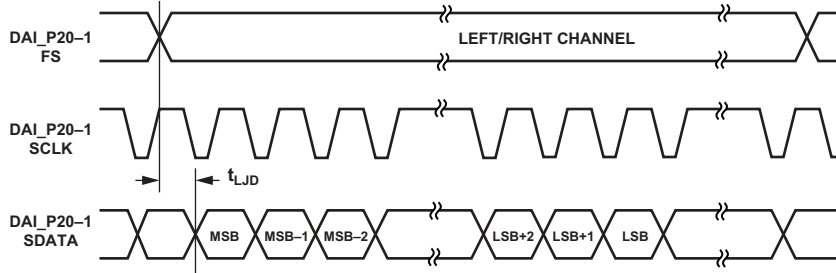 DAI_P20–1
FS
LEFT/RIGHT CHANNEL
DAI_P20–1
SCLK
tLJD
DAI_P20–1
SDATA
MSB MSB–1 MSB–2 LSB+2 LSB+1 LSB